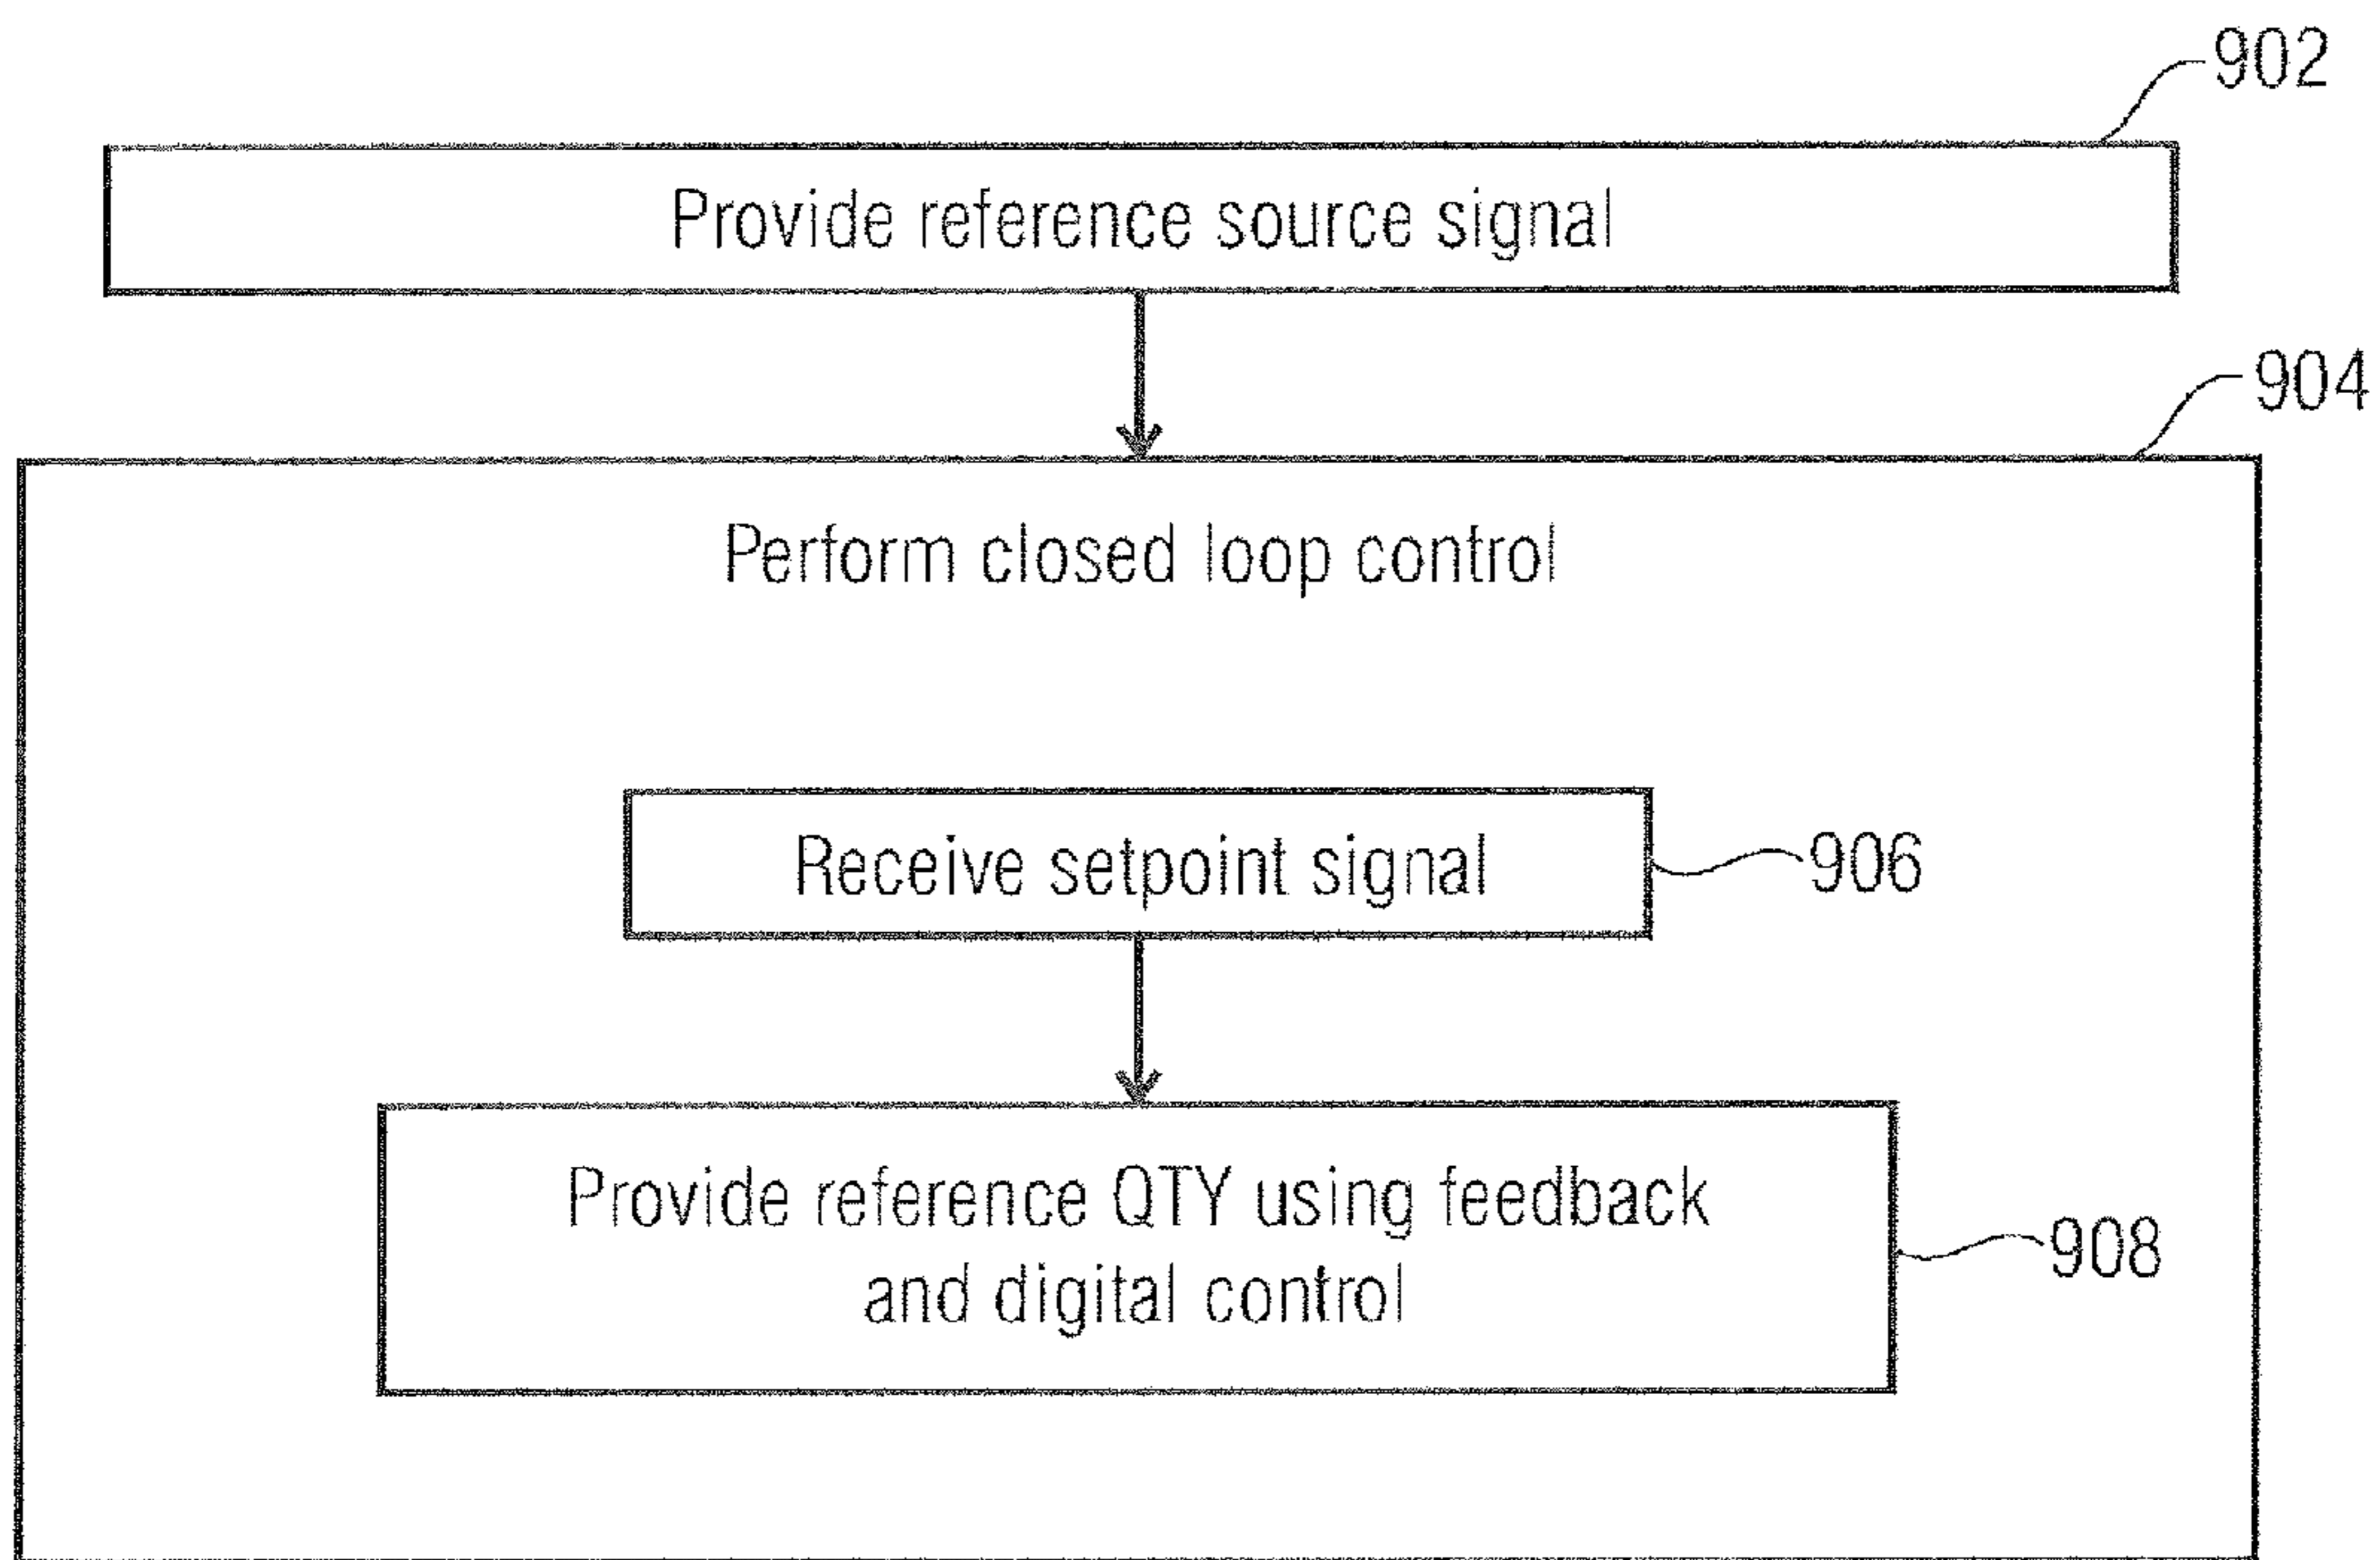 902
Provide reference source signal
904
Perform closed loop control
Receive setpoint signal
906
Provide reference QTY using feedback
and digital control
908